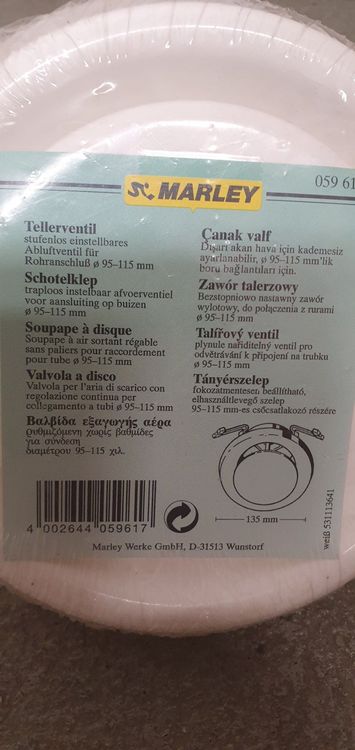 MARLEY
059 61
Tellerventil
stufenlos einstellbares
Abluftventil für
Rohranschluß ø 95–115 mm
Schotelklep
traploos instelbaar afvoerventiel
voor aansluiting op buizen
ø 95–115 mm
Soupape à disque
Soupape à air sortant régable
sans paliers pour raccordement
pour tube ø 95–115 mm
Valvola a disco
Valvola per l'aria di scarico con
regolazione continua per
collegamento a tubi ø 95–115 mm
Βαλβίδα εξαγωγής αέρα
ρυθμιζόμενη χωρίς βαθμίδες
για σύνδεση
διαμέτρου 95–115 χιλ.
Çanak valf
Dışarı akan hava için kademesiz
ayarlanabilir, ø 95–115 mm'lik
boru bağlantıları için.
Zawór talerzowy
Bezstopniowo nastawny zawór
wylotowy, do połączenia z rurami
ø 95–115 mm
Talířový ventil
plynule nařiditelný ventil pro
odvětrávání k připojení na trubku
ø 95–115 mm
Tányérszelep
fokozatmentesen beállítható,
elhasználtlevegő szelep
95–115 mm-es csőcsatlakozó részére
135 mm
weiß 531113641
4 002644 059617
Marley Werke GmbH, D-31513 Wunstorf